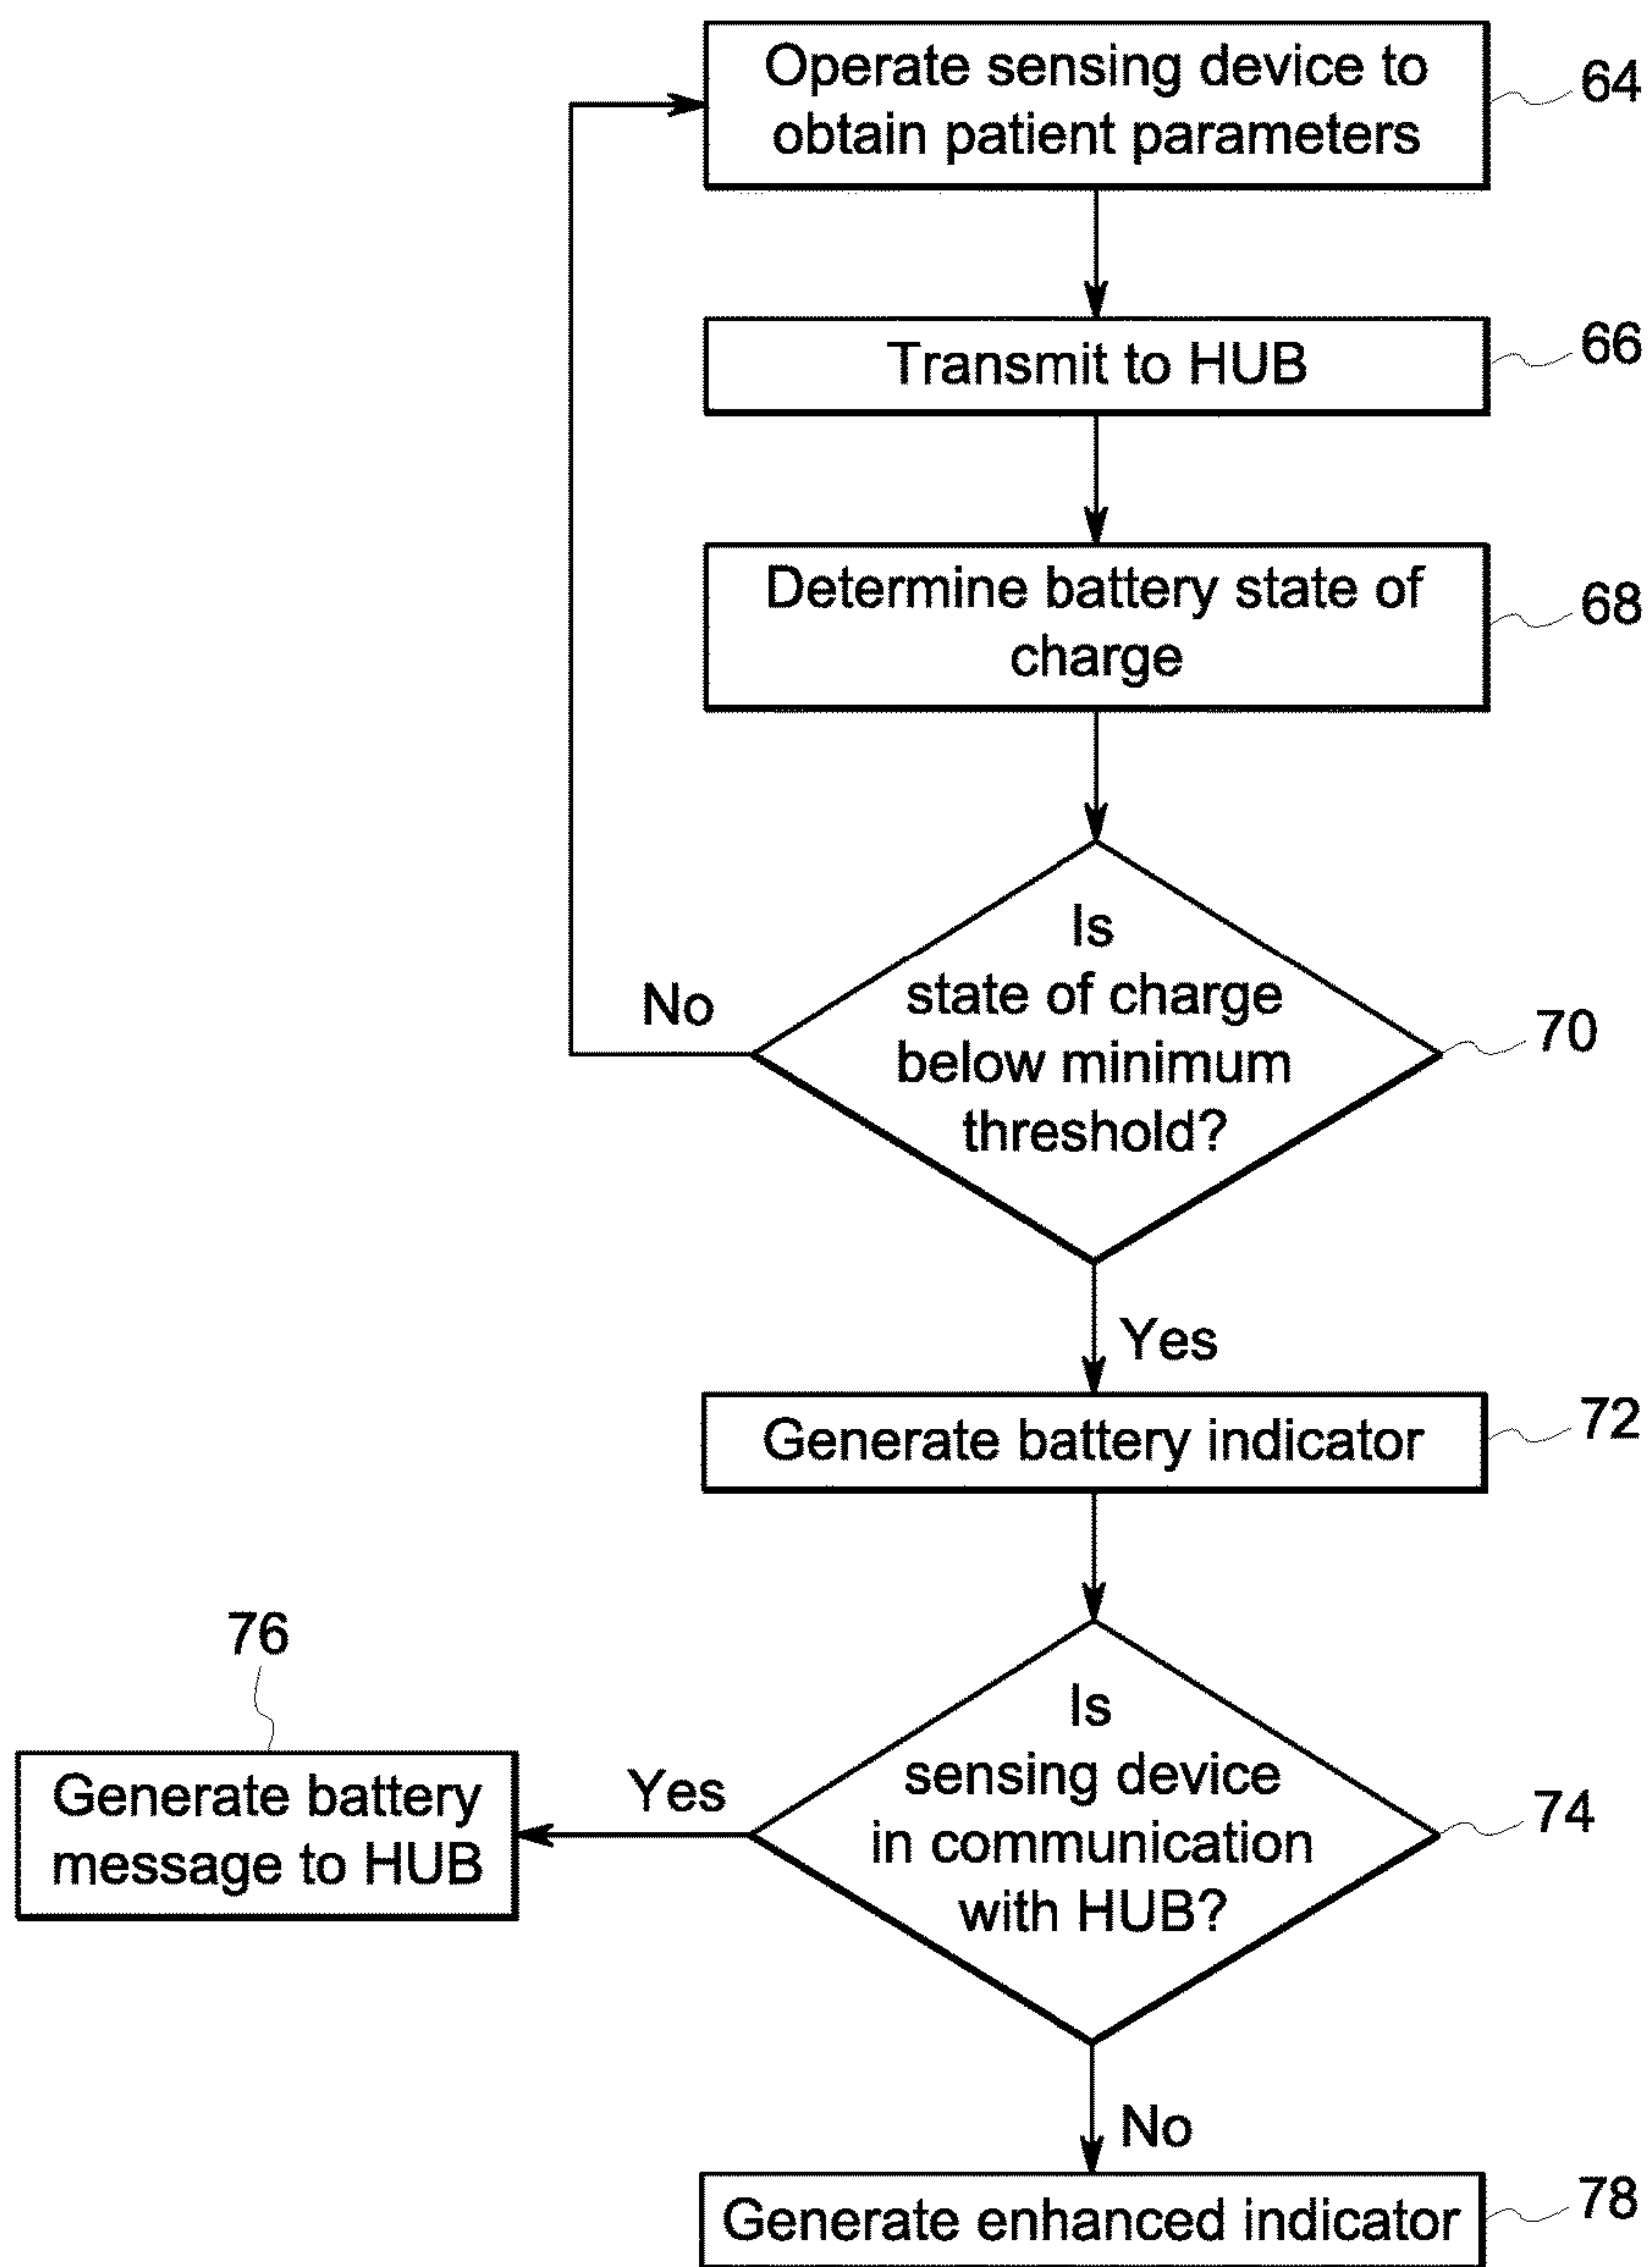 Operate sensing device to
obtain patient parameters
64
Transmit to HUB
66
Determine battery state of
charge
68
Is
state of charge
below minimum
threshold?
70
No
Yes
Generate battery indicator
72
Is
sensing device
in communication
with HUB?
74
Yes
76
Generate battery
message to HUB
No
Generate enhanced indicator
78